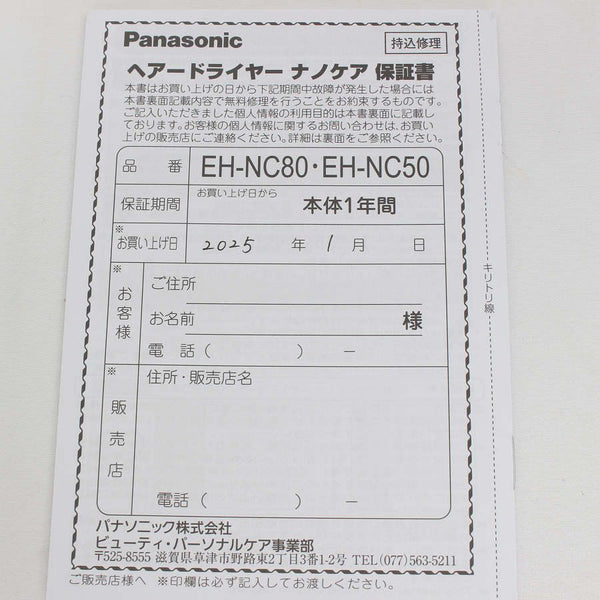 Panasonic
持込修理
ヘアードライヤー ナノケア 保証書
本書はお買い上げの日から下記期間中故障が発生した場合には
本書裏面記載内容で無料修理を行うことをお約束するものです。
ご記入いただきました個人情報の利用目的は本書裏面に記載し
ております。お客様の個人情報に関するお問い合わせは、お買い
上げの販売店にご連絡ください。詳細は裏面をご参照ください。
品番 EH-NC80・EH-NC50
保証期間 お買い上げ日から 本体1年間
※お買い上げ日 2025 年 1 月 日
※お客様
ご住所
お名前 様
電話( ) ー
※販売店
住所・販売店名
電話( ) ー
キリトリ線
パナソニック株式会社
ビューティ・パーソナルケア事業部
〒525-8555 滋賀県草津市野路東2丁目3番1-2号 TEL(077)563-5211
ご販売店様へ ※印欄は必ず記入してお渡しください。